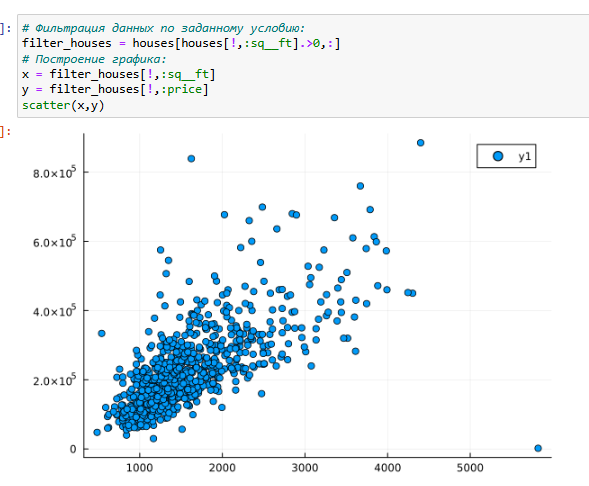 ]:
# Фильтрация данных по заданному условию:
filter_houses = houses[houses[!,:sq__ft].>0,:]
# Построение графика:
x = filter_houses[!,:sq__ft]
y = filter_houses[!,:price]
scatter(x,y)
]:
y1
8.0×10⁵
6.0×10⁵
4.0×10⁵
2.0×10⁵
0
1000 2000 3000 4000 5000